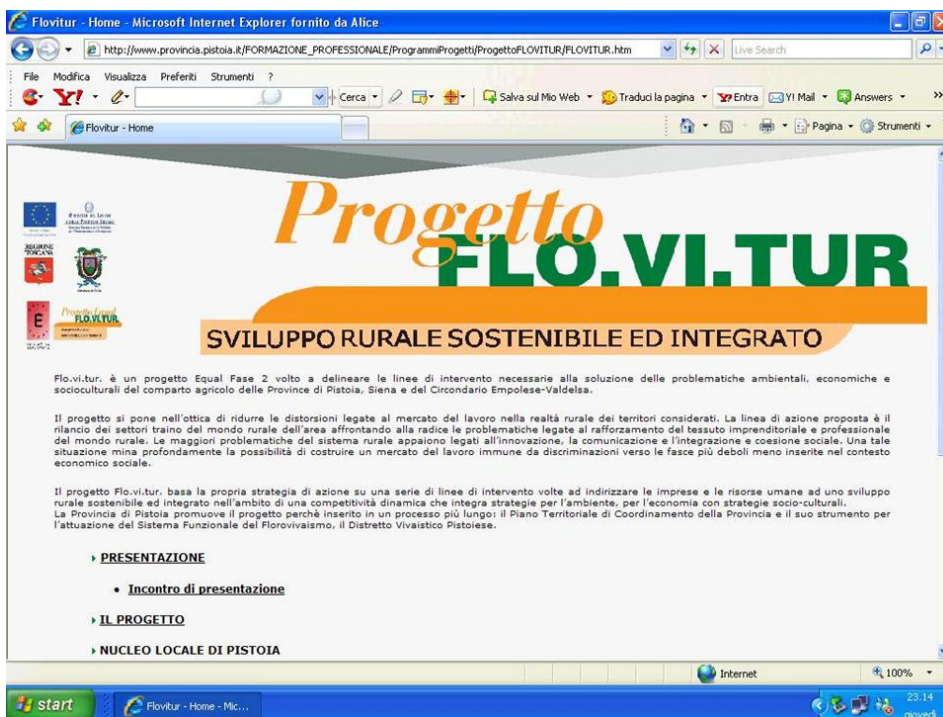 Flovitur - Home - Microsoft Internet Explorer fornito da Alice
http://www.provincia.pistoia.it/FORMAZIONE_PROFESSIONALE/ProgrammiProgetti/ProgettoFLOVITUR/FLOVITUR.htm
Live Search
File Modifica Visualizza Preferiti Strumenti ?
Y! Cerca Salva sul Mio Web Traduci la pagina Entra Y! Mail Answers
Flovitur - Home
Pagina Strumenti
Progetto
FLO.VI.TUR
REGIONE
TOSCANA
Progetto Equal
FLO.VI.TUR.
E
SVILUPPO RURALE SOSTENIBILE ED INTEGRATO
Flo.vi.tur. è un progetto Equal Fase 2 volto a delineare le linee di intervento necessarie alla soluzione delle problematiche ambientali, economiche e
socioculturali del comparto agricolo delle Province di Pistoia, Siena e del Circondario Empolese-Valdelsa.
Il progetto si pone nell'ottica di ridurre le distorsioni legate al mercato del lavoro nella realtà rurale dei territori considerati. La linea di azione proposta è il
rilancio dei settori traino del mondo rurale dell'area affrontando alla radice le problematiche legate al rafforzamento del tessuto imprenditoriale e professionale
del mondo rurale. Le maggiori problematiche del sistema rurale appaiono legati all'innovazione, la comunicazione e l'integrazione e coesione sociale. Una tale
situazione mina profondamente la possibilità di costruire un mercato del lavoro immune da discriminazioni verso le fasce più deboli meno inserite nel contesto
economico sociale.
Il progetto Flo.vi.tur. basa la propria strategia di azione su una serie di linee di intervento volte ad indirizzare le imprese e le risorse umane ad uno sviluppo
rurale sostenibile ed integrato nell'ambito di una competitività dinamica che integra strategie per l'ambiente, per l'economia con strategie socio-culturali.
La Provincia di Pistoia promuove il progetto perchè inserito in un processo più lungo: il Piano Territoriale di Coordinamento della Provincia e il suo strumento per
l'attuazione del Sistema Funzionale del Florovivaismo, il Distretto Vivaistico Pistoiese.
PRESENTAZIONE
Incontro di presentazione
IL PROGETTO
NUCLEO LOCALE DI PISTOIA
Internet 100%
start Flovitur - Home - Mic... 23.14
giovedì